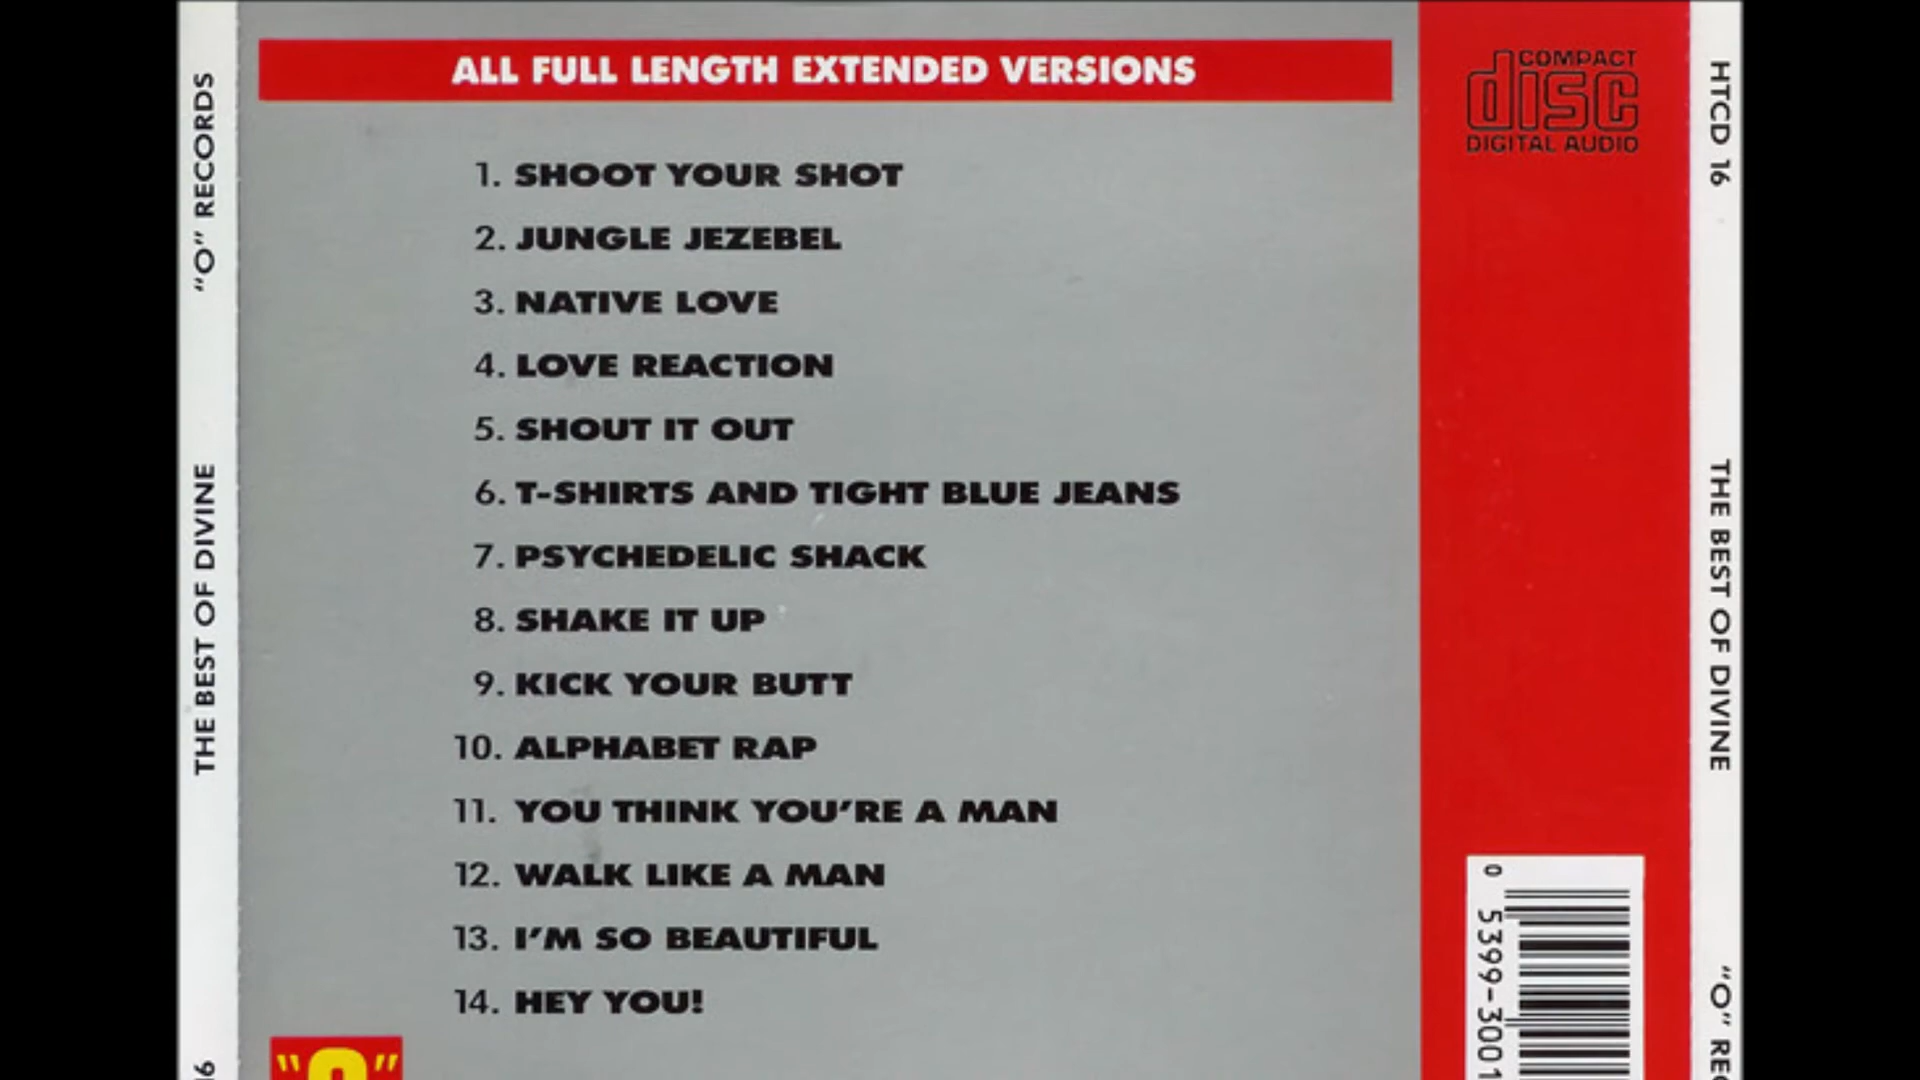 ALL FULL LENGTH EXTENDED VERSIONS
1. SHOOT YOUR SHOT
2. JUNGLE JEZEBEL
3. NATIVE LOVE
4. LOVE REACTION
5. SHOUT IT OUT
6. T-SHIRTS AND TIGHT BLUE JEANS
7. PSYCHEDELIC SHACK
8. SHAKE IT UP
9. KICK YOUR BUTT
10. ALPHABET RAP
11. YOU THINK YOU'RE A MAN
12. WALK LIKE A MAN
13. I'M SO BEAUTIFUL
14. HEY YOU!
"O"
"O" RECORDS
THE BEST OF DIVINE
COMPACT
disc
DIGITAL AUDIO
0 5399-3001
HTCD 16
THE BEST OF DIVINE
"O"